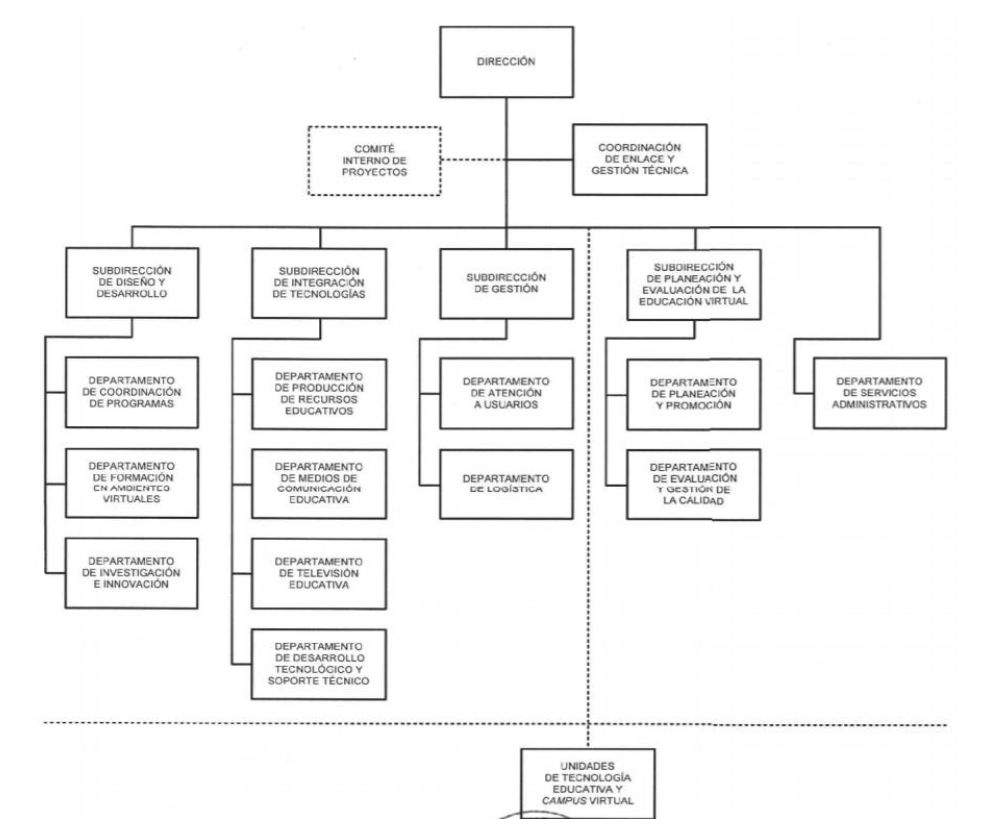 DIRECCIÓN
COMITÉ
INTERNO DE
PROYECTOS
COORDINACIÓN
DE ENLACE Y
GESTIÓN TÉCNICA
SUBDIRECCIÓN
DE DISEÑO Y
DESARROLLO
SUBDIRECCIÓN
DE INTEGRACIÓN
DE TECNOLOGÍAS
SUBDIRECCIÓN
DE GESTIÓN
SUBDIRECCIÓN
DE PLANEACIÓN Y
EVALUACIÓN DE LA
EDUCACIÓN VIRTUAL
DEPARTAMENTO
DE COORDINACIÓN
DE PROGRAMAS
DEPARTAMENTO
DE PRODUCCIÓN
DE RECURSOS
EDUCATIVOS
DEPARTAMENTO
DE ATENCIÓN
A USUARIOS
DEPARTAMENTO
DE PLANEACIÓN
Y PROMOCIÓN
DEPARTAMENTO
DE SERVICIOS
ADMINISTRATIVOS
DEPARTAMENTO
DE FORMACIÓN
EN AMBIENTES
VIRTUALES
DEPARTAMENTO
DE MEDIOS DE
COMUNICACIÓN
EDUCATIVA
DEPARTAMENTO
DE LOGÍSTICA
DEPARTAMENTO
DE EVALUACIÓN
Y GESTIÓN DE
LA CALIDAD
DEPARTAMENTO
DE INVESTIGACIÓN
E INNOVACIÓN
DEPARTAMENTO
DE TELEVISIÓN
EDUCATIVA
DEPARTAMENTO
DE DESARROLLO
TECNOLÓGICO Y
SOPORTE TÉCNICO
UNIDADES
DE TECNOLOGÍA
EDUCATIVA Y
CAMPUS VIRTUAL